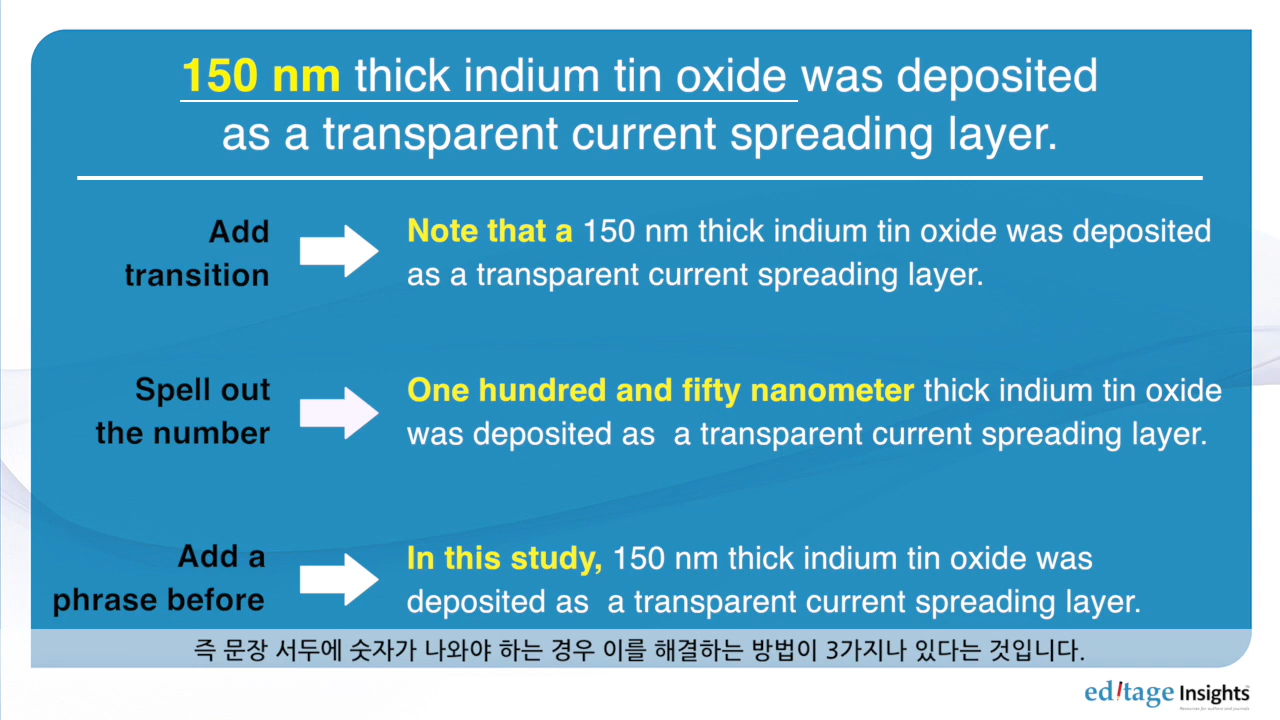 150 nm thick indium tin oxide was deposited
as a transparent current spreading layer.
Add
transition
Note that a 150 nm thick indium tin oxide was deposited
as a transparent current spreading layer.
Spell out
the number
One hundred and fifty nanometer thick indium tin oxide
was deposited as a transparent current spreading layer.
Add a
phrase before
In this study, 150 nm thick indium tin oxide was
deposited as a transparent current spreading layer.
즉 문장 서두에 숫자가 나와야 하는 경우 이를 해결하는 방법이 3가지나 있다는 것입니다.
editage Insights
Resources for authors and journals